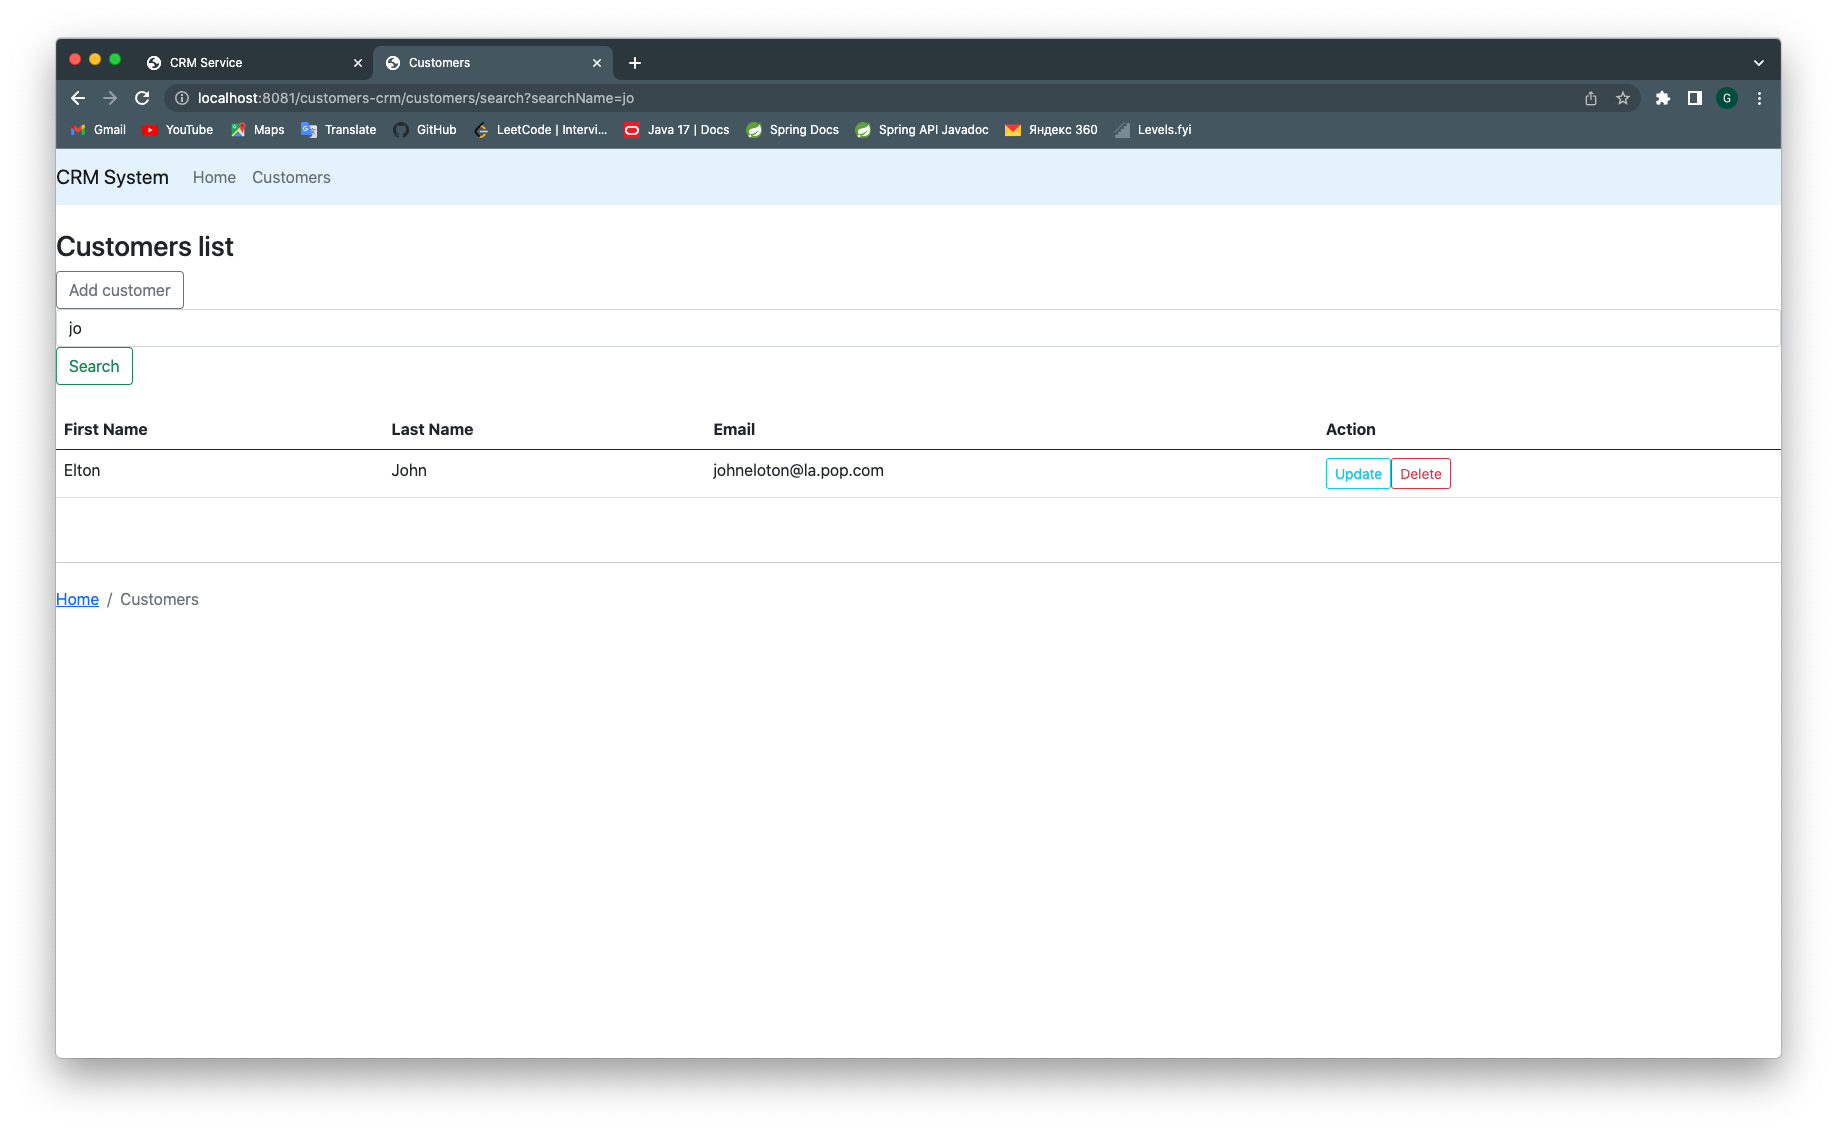 CRM Service Customers
localhost:8081/customers-crm/customers/search?searchName=jo G
Gmail YouTube Maps Translate GitHub LeetCode | Intervi... Java 17 | Docs Spring Docs Spring API Javadoc Яндекс 360 Levels.fyi
CRM System Home Customers
Customers list
Add customer
jo
Search
First Name Last Name Email Action
Elton John johneloton@la.pop.com Update Delete
Home / Customers